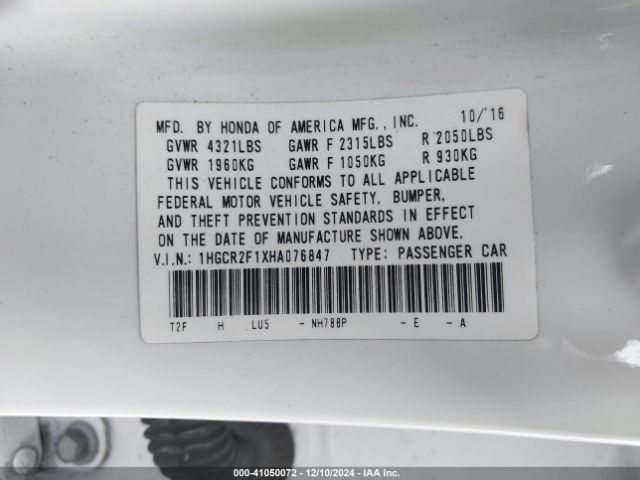 MFD. BY HONDA OF AMERICA MFG., INC. 10/'16
GVWR 4321LBS GAWR F 2315LBS R 2050LBS
GVWR 1960KG GAWR F 1050KG R 930KG
THIS VEHICLE CONFORMS TO ALL APPLICABLE
FEDERAL MOTOR VEHICLE SAFETY, BUMPER,
AND THEFT PREVENTION STANDARDS IN EFFECT
ON THE DATE OF MANUFACTURE SHOWN ABOVE.
V.I.N.: 1HGCR2F1XHA076847 TYPE: PASSENGER CAR
T2F H LU5 - NH788P - E - A
000-41050072 - 12/10/2024 - IAA Inc.